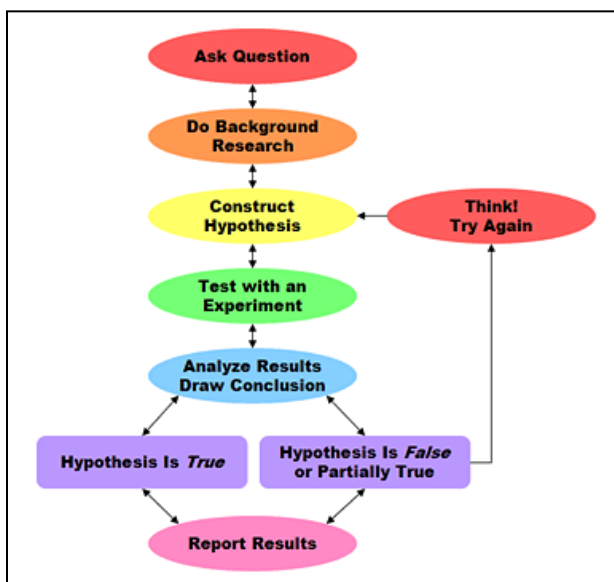 Ask Question
Do Background
Research
Construct
Hypothesis
Think!
Try Again
Test with an
Experiment
Analyze Results
Draw Conclusion
Hypothesis Is True
Hypothesis Is False
or Partially True
Report Results